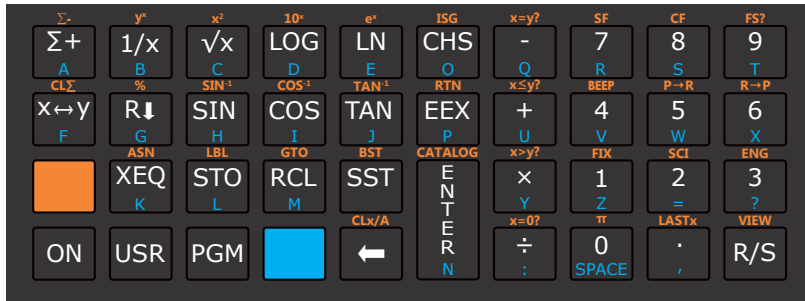 Σ- yˣ x² 10ˣ eˣ ISG x=y? SF CF FS?
Σ+ 1/x √x LOG LN CHS - 7 8 9
A B C D E O Q R S T
CLΣ % SIN⁻¹ COS⁻¹ TAN⁻¹ RTN x≤y? BEEP P→R R→P
x↔y R⬇ SIN COS TAN EEX + 4 5 6
F G H I J P U V W X
ASN LBL GTO BST CATALOG x>y? FIX SCI ENG
XEQ STO RCL SST ENTER × 1 2 3
K L M N Y Z = ?
CLx/A x=0? π LASTx VIEW
ON USR PGM ⬅ ÷ 0 . R/S
: SPACE ,